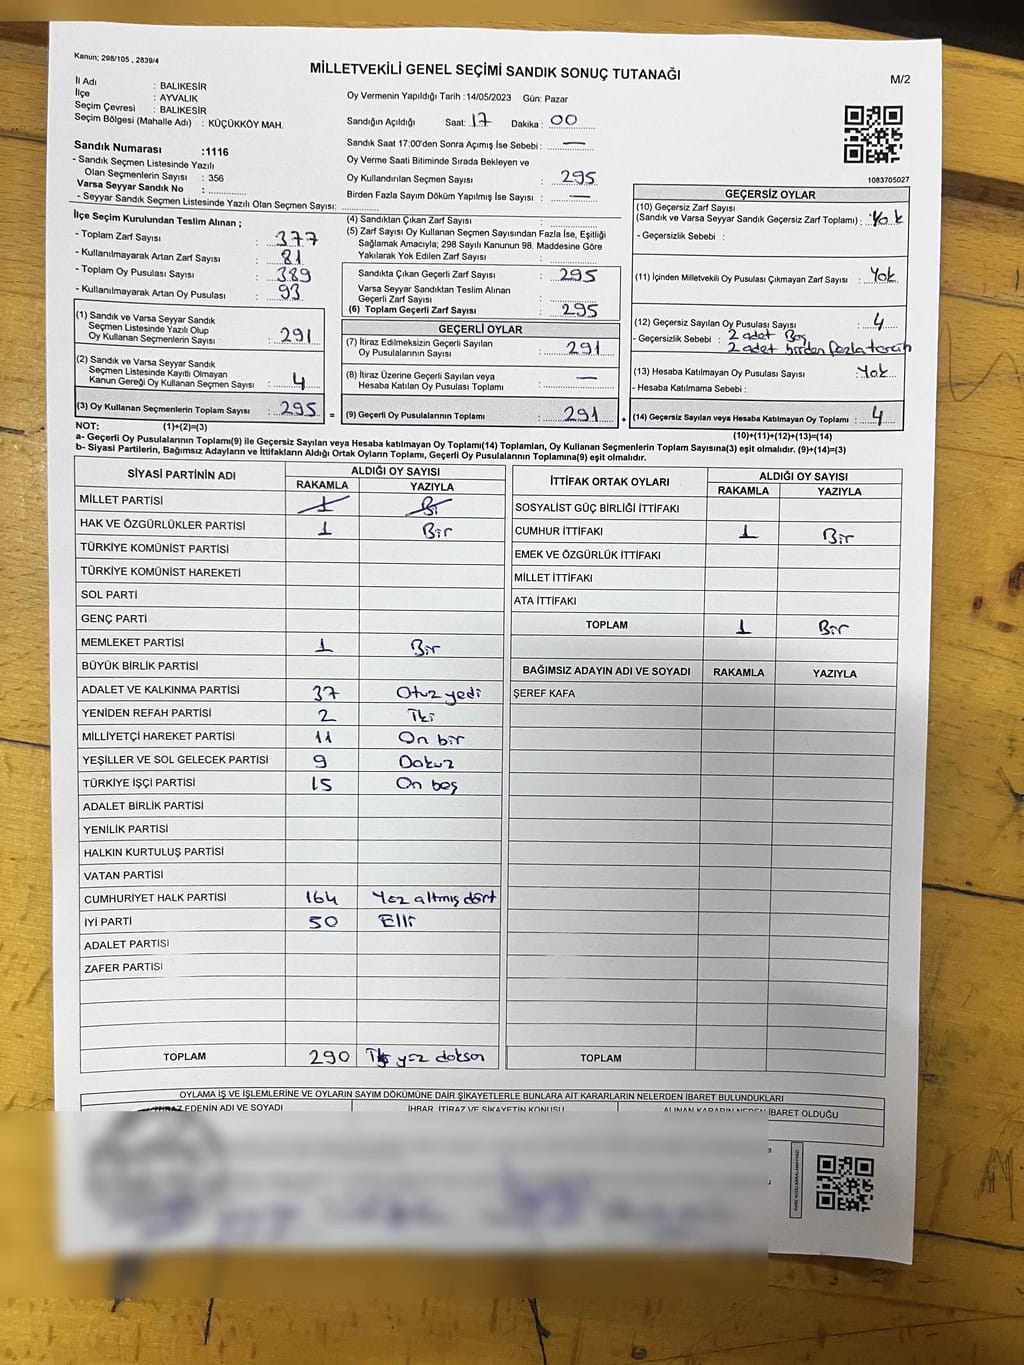 Kanun; 298/105 , 2839/4
MİLLETVEKİLİ GENEL SEÇİMİ SANDIK SONUÇ TUTANAĞI
M/2
İl Adı : BALIKESİR
İlçe : AYVALIK
Seçim Çevresi : BALIKESİR
Seçim Bölgesi (Mahalle Adı) : KÜÇÜKKÖY MAH.
Sandık Numarası :1116
- Sandık Seçmen Listesinde Yazılı
Olan Seçmenlerin Sayısı : 356
Varsa Seyyar Sandık No :
- Seyyar Sandık Seçmen Listesinde Yazılı Olan Seçmen Sayısı:
Oy Vermenin Yapıldığı Tarih :14/05/2023 Gün: Pazar
Sandığın Açıldığı Saat: 17 Dakika : 00
Sandık Saat 17:00'den Sonra Açımış İse Sebebi : —
Oy Verme Saati Bitiminde Sırada Bekleyen ve
Oy Kullandırılan Seçmen Sayısı : 295
Birden Fazla Sayım Döküm Yapılmış İse Sayısı : —
1083705027
İlçe Seçim Kurulundan Teslim Alınan ;
- Toplam Zarf Sayısı : 377
- Kullanılmayarak Artan Zarf Sayısı : 81
- Toplam Oy Pusulası Sayısı : 389
- Kullanılmayarak Artan Oy Pusulası : 93
(1) Sandık ve Varsa Seyyar Sandık
Seçmen Listesinde Yazılı Olup
Oy Kullanan Seçmenlerin Sayısı : 291
(2) Sandık ve Varsa Seyyar Sandık
Seçmen Listesinde Kayıtlı Olmayan
Kanun Gereği Oy Kullanan Seçmen Sayısı : 4
(3) Oy Kullanan Seçmenlerin Toplam Sayısı : 295
(4) Sandıktan Çıkan Zarf Sayısı :
(5) Zarf Sayısı Oy Kullanan Seçmen Sayısından Fazla İse, Eşitliği
Sağlamak Amacıyla; 298 Sayılı Kanunun 98. Maddesine Göre
Yakılarak Yok Edilen Zarf Sayısı :
Sandıkta Çıkan Geçerli Zarf Sayısı : 295
Varsa Seyyar Sandıktan Teslim Alınan
Geçerli Zarf Sayısı :
(6) Toplam Geçerli Zarf Sayısı : 295
GEÇERLİ OYLAR
(7) İtiraz Edilmeksizin Geçerli Sayılan
Oy Pusulalarının Sayısı : 291
(8) İtiraz Üzerine Geçerli Sayılan veya
Hesaba Katılan Oy Pusulası Toplamı : —
= (9) Geçerli Oy Pusulalarının Toplamı : 291 +
GEÇERSİZ OYLAR
(10) Geçersiz Zarf Sayısı
(Sandık ve Varsa Seyyar Sandık Geçersiz Zarf Toplamı) : Yok
- Geçersizlik Sebebi :
(11) İçinden Milletvekili Oy Pusulası Çıkmayan Zarf Sayısı : Yok
(12) Geçersiz Sayılan Oy Pusulası Sayısı : 4
- Geçersizlik Sebebi : 2 adet Boş
2 adet birden fazla tercih
(13) Hesaba Katılmayan Oy Pusulası Sayısı : Yok
- Hesaba Katılmama Sebebi :
(14) Geçersiz Sayılan veya Hesaba Katılmayan Oy Toplamı : 4
NOT: (1)+(2)=(3)
(10)+(11)+(12)+(13)=(14)
a- Geçerli Oy Pusulalarının Toplamı(9) ile Geçersiz Sayılan veya Hesaba katılmayan Oy Toplamı(14) Toplamları, Oy Kullanan Seçmenlerin Toplam Sayısına(3) eşit olmalıdır. (9)+(14)=(3)
b- Siyasi Partilerin, Bağımsız Adayların ve İttifakların Aldığı Ortak Oyların Toplamı, Geçerli Oy Pusulalarının Toplamına(9) eşit olmalıdır.
SİYASİ PARTİNİN ADI ALDIĞI OY SAYISI
RAKAMLA YAZIYLA
MİLLET PARTİSİ 1 Bi
HAK VE ÖZGÜRLÜKLER PARTİSİ 1 Bir
TÜRKİYE KOMÜNİST PARTİSİ
TÜRKİYE KOMÜNİST HAREKETİ
SOL PARTİ
GENÇ PARTİ
MEMLEKET PARTİSİ 1 Bir
BÜYÜK BİRLİK PARTİSİ
ADALET VE KALKINMA PARTİSİ 37 Otuz yedi
YENİDEN REFAH PARTİSİ 2 İki
MİLLİYETÇİ HAREKET PARTİSİ 11 On bir
YEŞİLLER VE SOL GELECEK PARTİSİ 9 Dokuz
TÜRKİYE İŞÇİ PARTİSİ 15 On beş
ADALET BİRLİK PARTİSİ
YENİLİK PARTİSİ
HALKIN KURTULUŞ PARTİSİ
VATAN PARTİSİ
CUMHURİYET HALK PARTİSİ 164 Yüz altmış dört
İYİ PARTİ 50 Elli
ADALET PARTİSİ
ZAFER PARTİSİ
TOPLAM 290 İki yüz doksan
İTTİFAK ORTAK OYLARI ALDIĞI OY SAYISI
RAKAMLA YAZIYLA
SOSYALİST GÜÇ BİRLİĞİ İTTİFAKI
CUMHUR İTTİFAKI 1 Bir
EMEK VE ÖZGÜRLÜK İTTİFAKI
MİLLET İTTİFAKI
ATA İTTİFAKI
TOPLAM 1 Bir
BAĞIMSIZ ADAYIN ADI VE SOYADI RAKAMLA YAZIYLA
ŞEREF KAFA
TOPLAM
OYLAMA İŞ VE İŞLEMLERİNE VE OYLARIN SAYIM DÖKÜMÜNE DAİR ŞİKAYETLERLE BUNLARA AİT KARARLARIN NELERDEN İBARET BULUNDUKLARI
İTİRAZ EDENİN ADI VE SOYADI İHBAR, İTİRAZ VE ŞİKAYETİN KONUSU ALINAN KARARIN NEDEN İBARET OLDUĞU